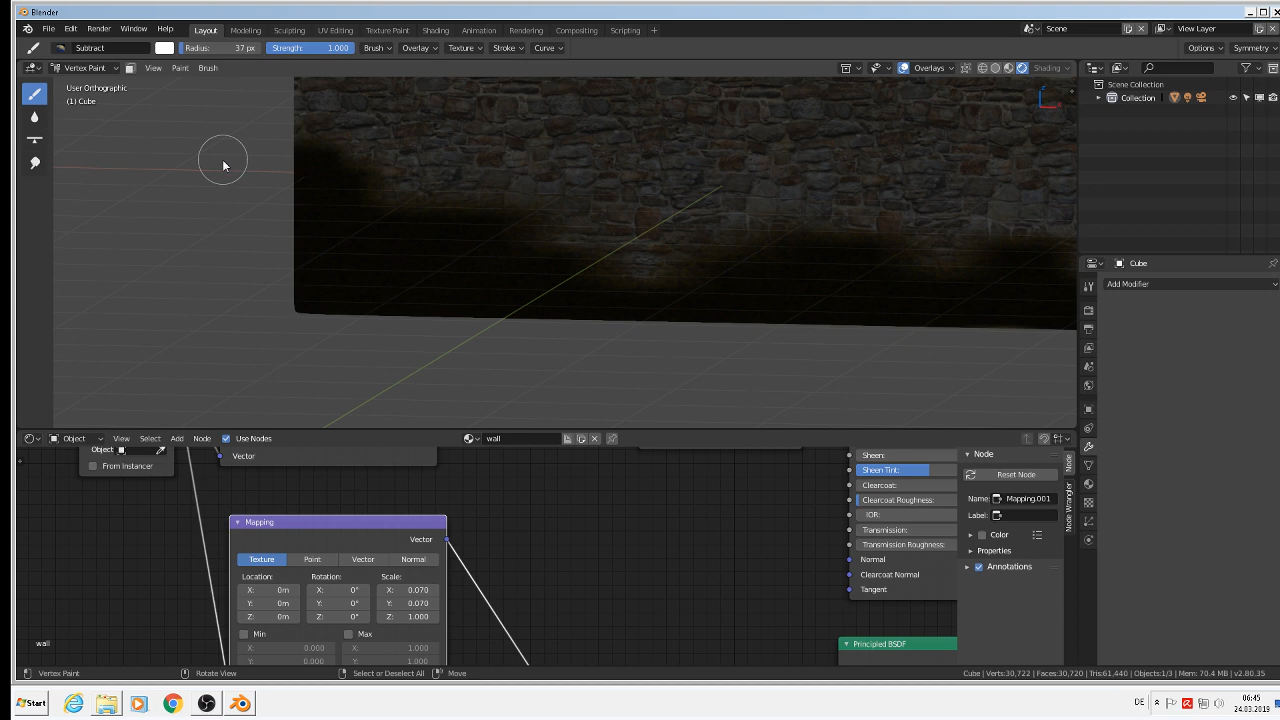 Blender
File Edit Render Window Help Layout Modeling Sculpting UV Editing Texture Paint Shading Animation Rendering Compositing Scripting Scene View Layer
Subtract Radius: 37 px Strength: 1.000 Brush Overlay Texture Stroke Curve Options Symmetry
Vertex Paint View Paint Brush Overlays Shading
User Orthographic
(1) Cube
Scene Collection
Collection
Cube
Add Modifier
Object View Select Add Node Use Nodes wall
Object
From Instancer
Vector
Mapping
Vector
Texture Point Vector Normal
Location: Rotation: Scale:
X: 0m X: 0° X: 0.070
Y: 0m Y: 0° Y: 0.070
Z: 0m Z: 0° Z: 1.000
Min Max
X: 0.000 X: 1.000
Y: 0.000 Y: 1.000
Sheen:
Sheen Tint:
Clearcoat:
Clearcoat Roughness:
IOR:
Transmission:
Transmission Roughness:
Normal
Clearcoat Normal
Tangent
Principled BSDF
Node
Reset Node
Name: Mapping.001
Label:
Color
Properties
Annotations
Node
Node Wrangler
wall
Vertex Paint Rotate View Select or Deselect All Move Cube | Verts:30,722 | Faces:30,720 | Tris:61,440 | Objects:1/3 | Mem: 70.4 MB | v2.80.35
Start DE 06:45
24.03.2019